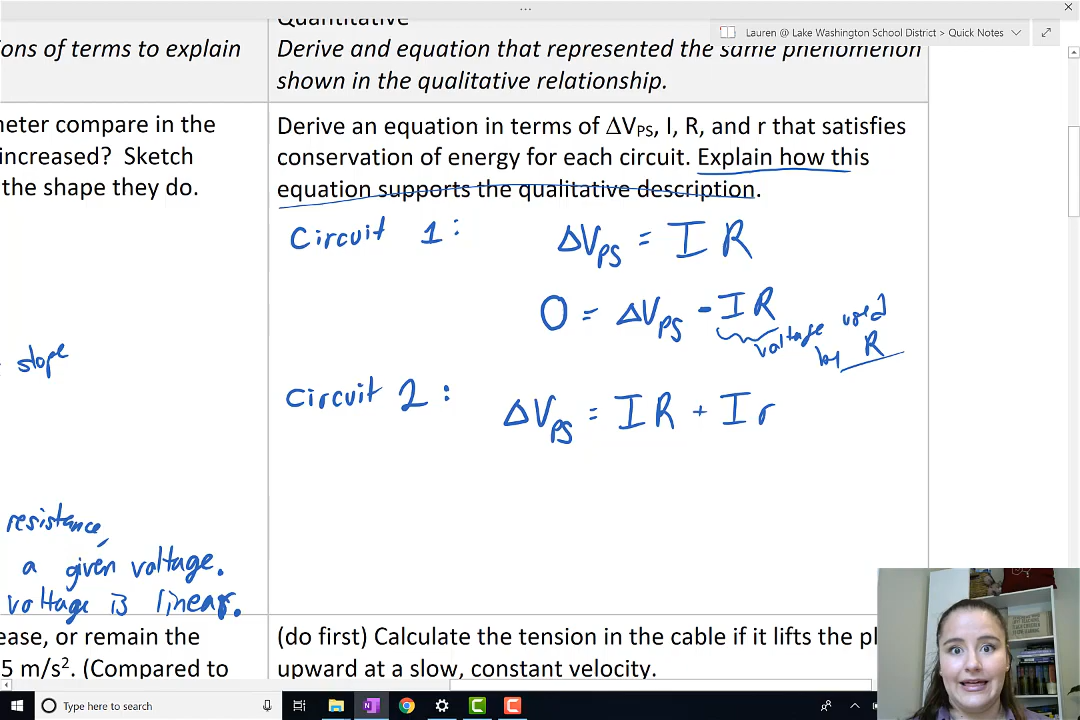 ...
Lauren @ Lake Washington School District › Quick Notes
Quantitative
ons of terms to explain
Derive and equation that represented the same phenomenon
shown in the qualitative relationship.
neter compare in the
increased? Sketch
the shape they do.
Derive an equation in terms of ΔVPS, I, R, and r that satisfies
conservation of energy for each circuit. Explain how this
equation supports the qualitative description.
Circuit 1: ΔVPS = I R
0 = ΔVPS - I R
voltage used
by R
slope
Circuit 2: ΔVPS = I R + I r
resistance,
a given voltage.
voltage is linear.
ease, or remain the
5 m/s². (Compared to
(do first) Calculate the tension in the cable if it lifts the pl
upward at a slow, constant velocity.
Type here to search